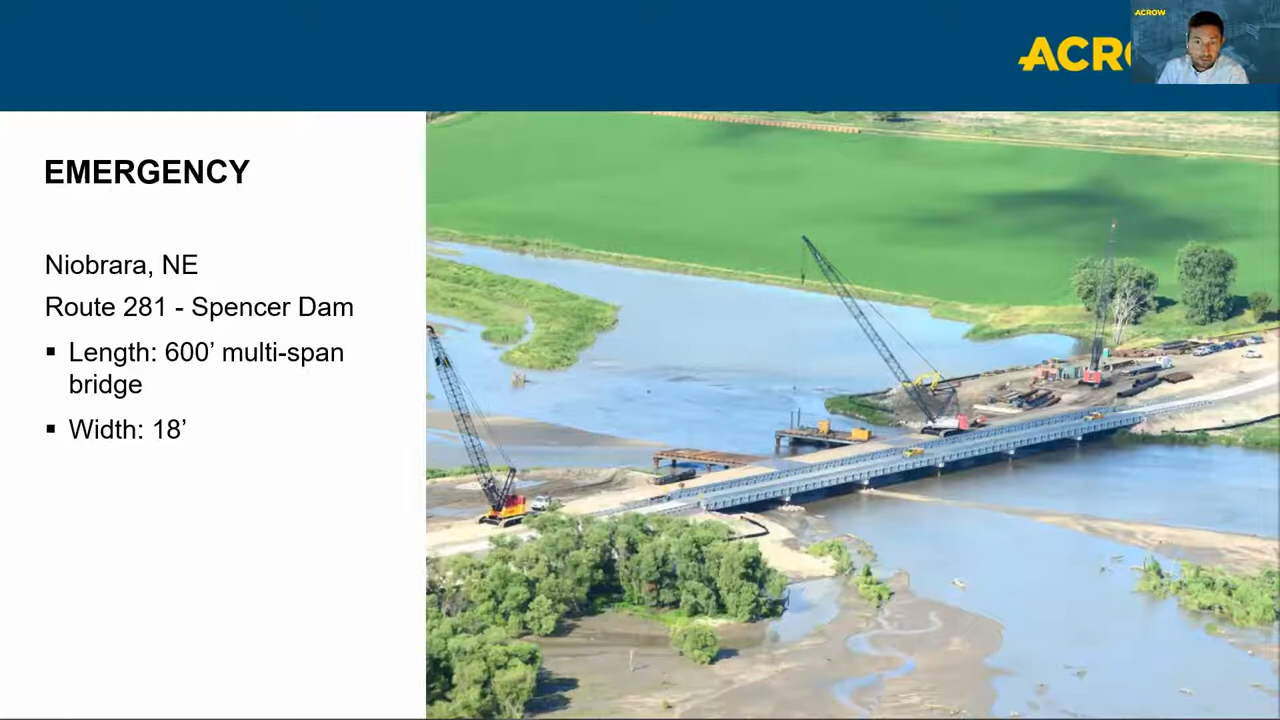 ACRO
ACROW
EMERGENCY
Niobrara, NE
Route 281 - Spencer Dam
▪ Length: 600’ multi-span
bridge
▪ Width: 18’